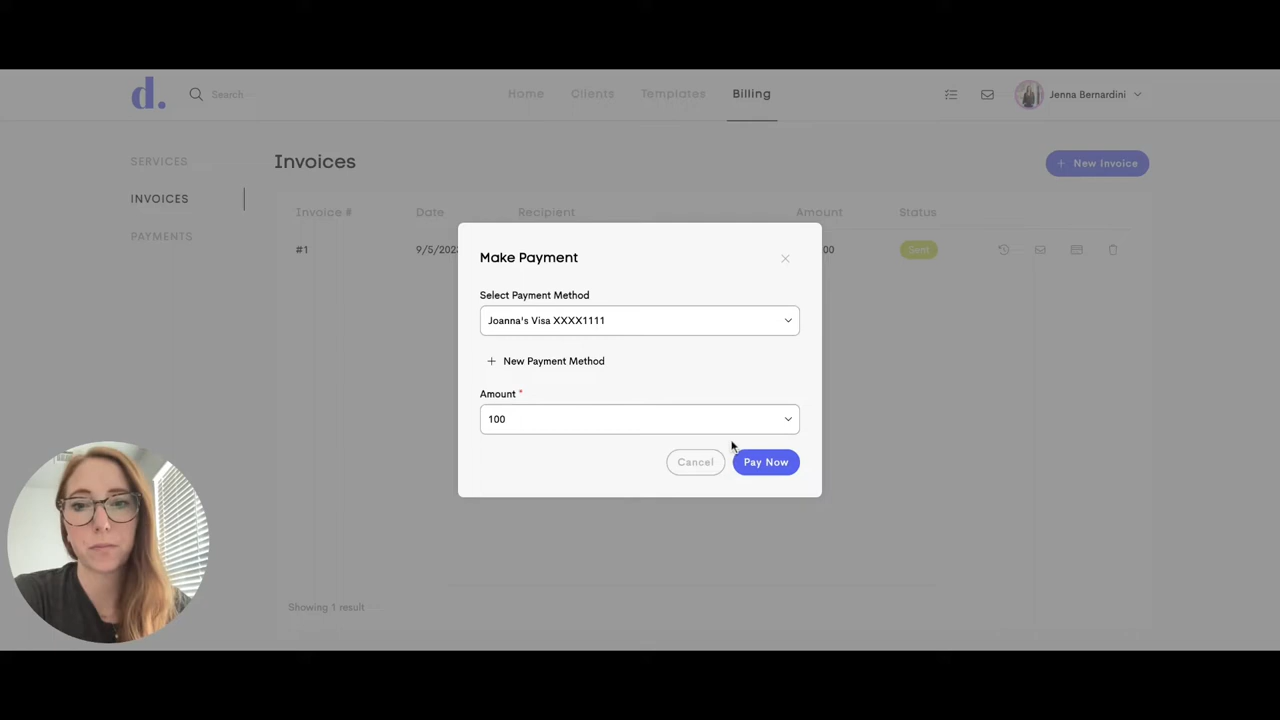 d.
Search
Home
Clients
Templates
Billing
Jenna Bernardini
SERVICES
INVOICES
PAYMENTS
Invoices
+ New Invoice
Invoice #
Date
Recipient
Amount
Status
#1
9/5/202
00
Sent
Make Payment
Select Payment Method
Joanna's Visa XXXX1111
+ New Payment Method
Amount *
100
Cancel
Pay Now
Showing 1 result